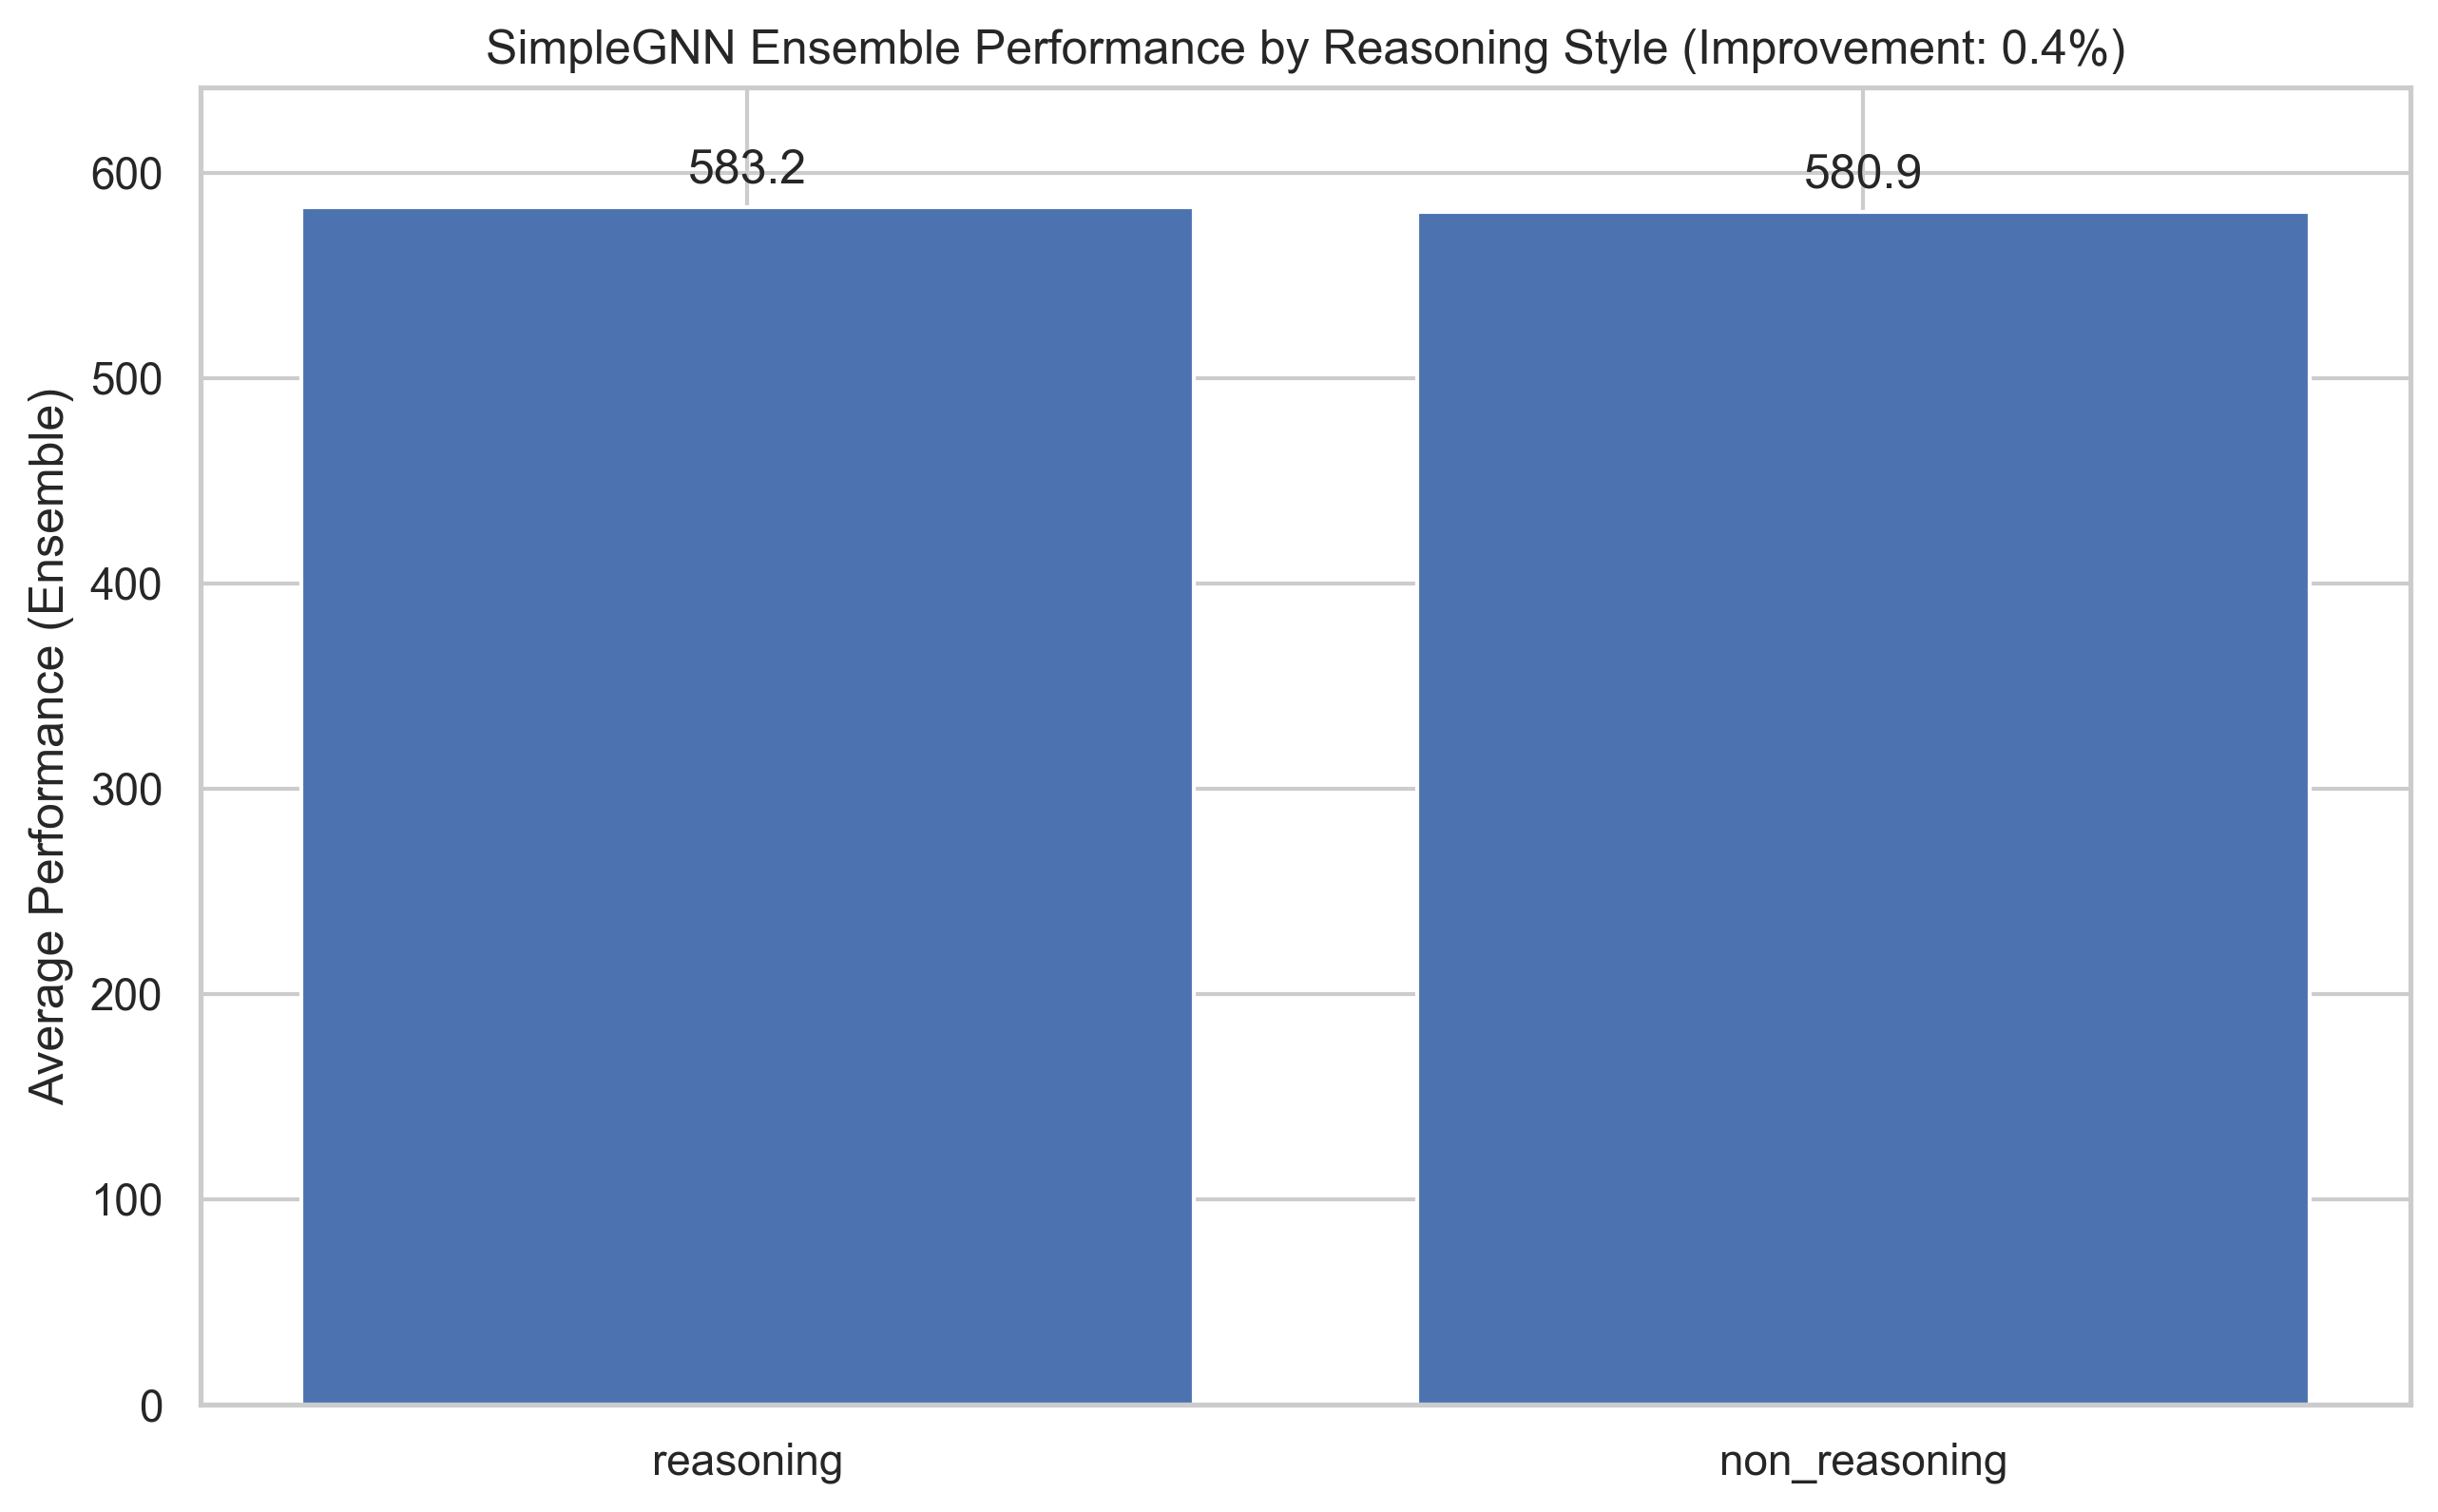 SimpleGNN Ensemble Performance by Reasoning Style (Improvement: 0.4%)
Average Performance (Ensemble)
600
500
400
300
200
100
0
583.2
580.9
reasoning
non_reasoning